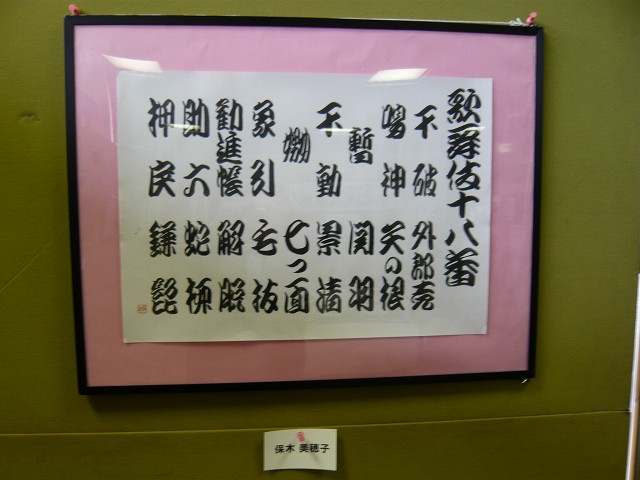 歌舞伎十八番
不破 外郎売
鳴神 矢の根
暫 関羽
不動 景清
嫐 七つ面
象引 毛抜
勧進帳 解脱
助六 蛇柳
押戻 鎌髭
保木 美穂子